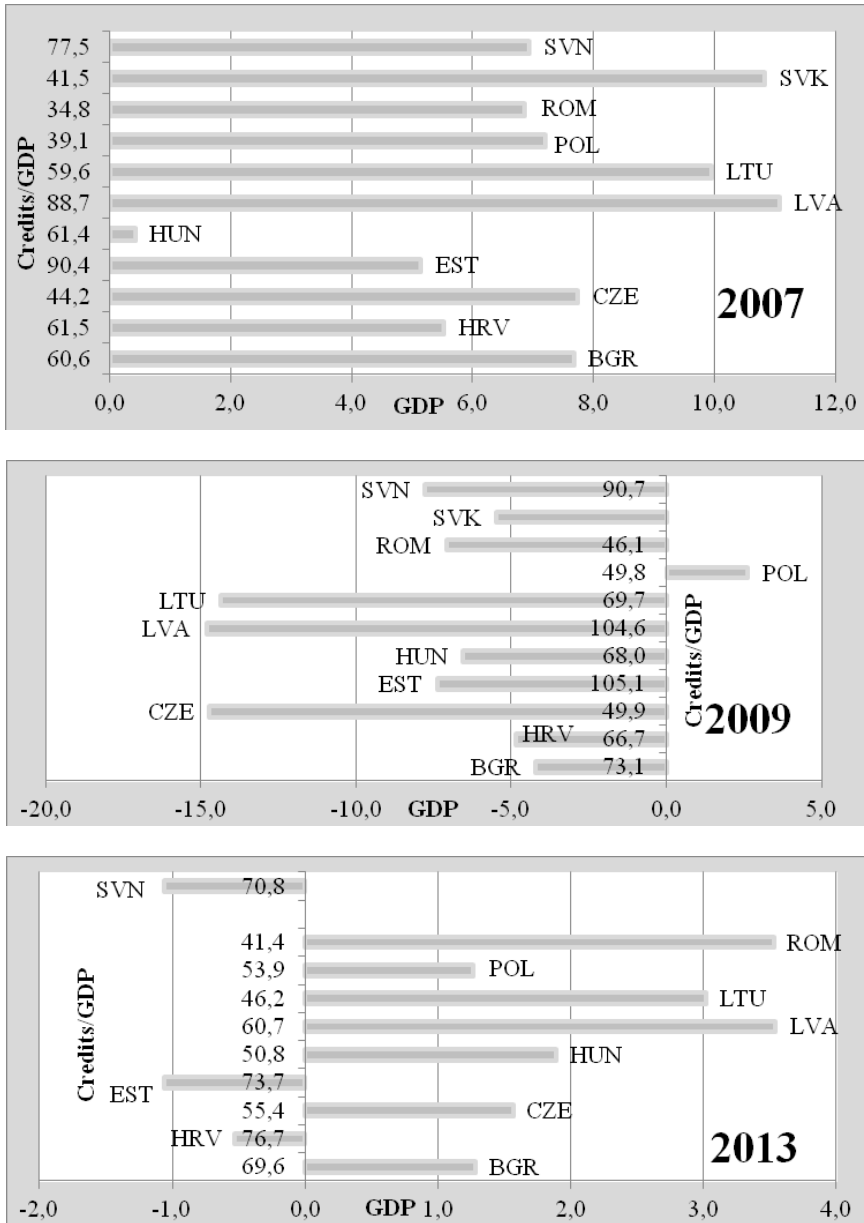 77,5 SVN
41,5 SVK
34,8 ROM
39,1 POL
59,6 LTU
88,7 LVA
61,4 HUN
90,4 EST
44,2 CZE
61,5 HRV
60,6 BGR
Credits/GDP
2007
0,0 2,0 4,0 6,0 8,0 10,0 12,0
GDP
SVN 90,7
SVK
ROM 46,1
49,8 POL
LTU 69,7
LVA 104,6
HUN 68,0
EST 105,1
CZE 49,9
HRV 66,7
BGR 73,1
Credits/GDP
2009
-20,0 -15,0 -10,0 -5,0 0,0 5,0
GDP
SVN 70,8
41,4 ROM
53,9 POL
46,2 LTU
60,7 LVA
50,8 HUN
EST 73,7
55,4 CZE
HRV 76,7
69,6 BGR
Credits/GDP
2013
-2,0 -1,0 0,0 1,0 2,0 3,0 4,0
GDP